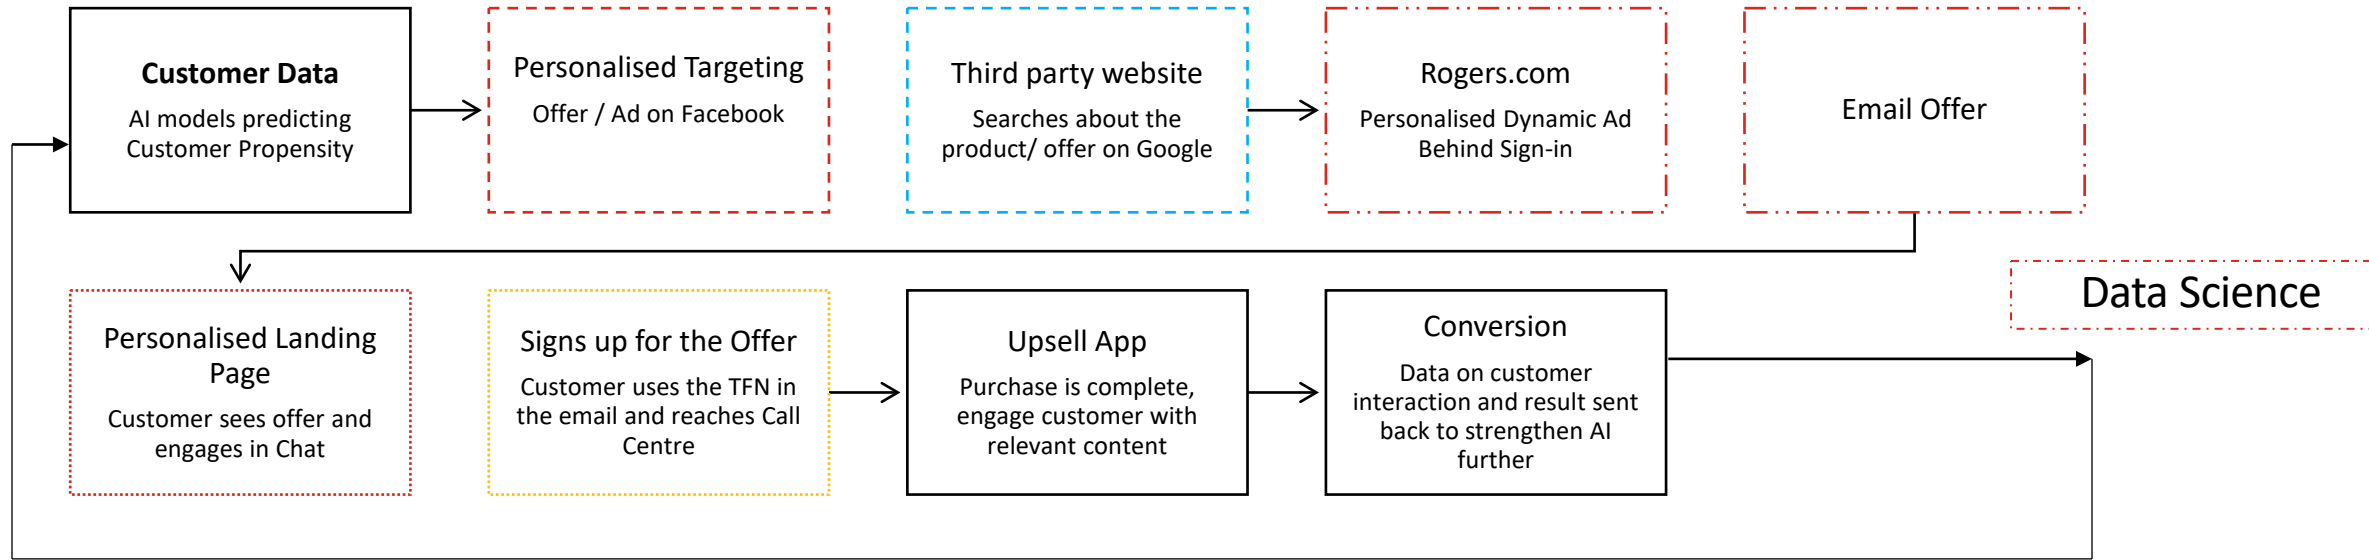 Customer Data
AI models predicting
Customer Propensity
Personalised Targeting
Offer / Ad on Facebook
Third party website
Searches about the
product/ offer on Google
Rogers.com
Personalised Dynamic Ad
Behind Sign-in
Email Offer
Data Science
Personalised Landing
Page
Customer sees offer and
engages in Chat
Signs up for the Offer
Customer uses the TFN in
the email and reaches Call
Centre
Upsell App
Purchase is complete,
engage customer with
relevant content
Conversion
Data on customer
interaction and result sent
back to strengthen AI
further